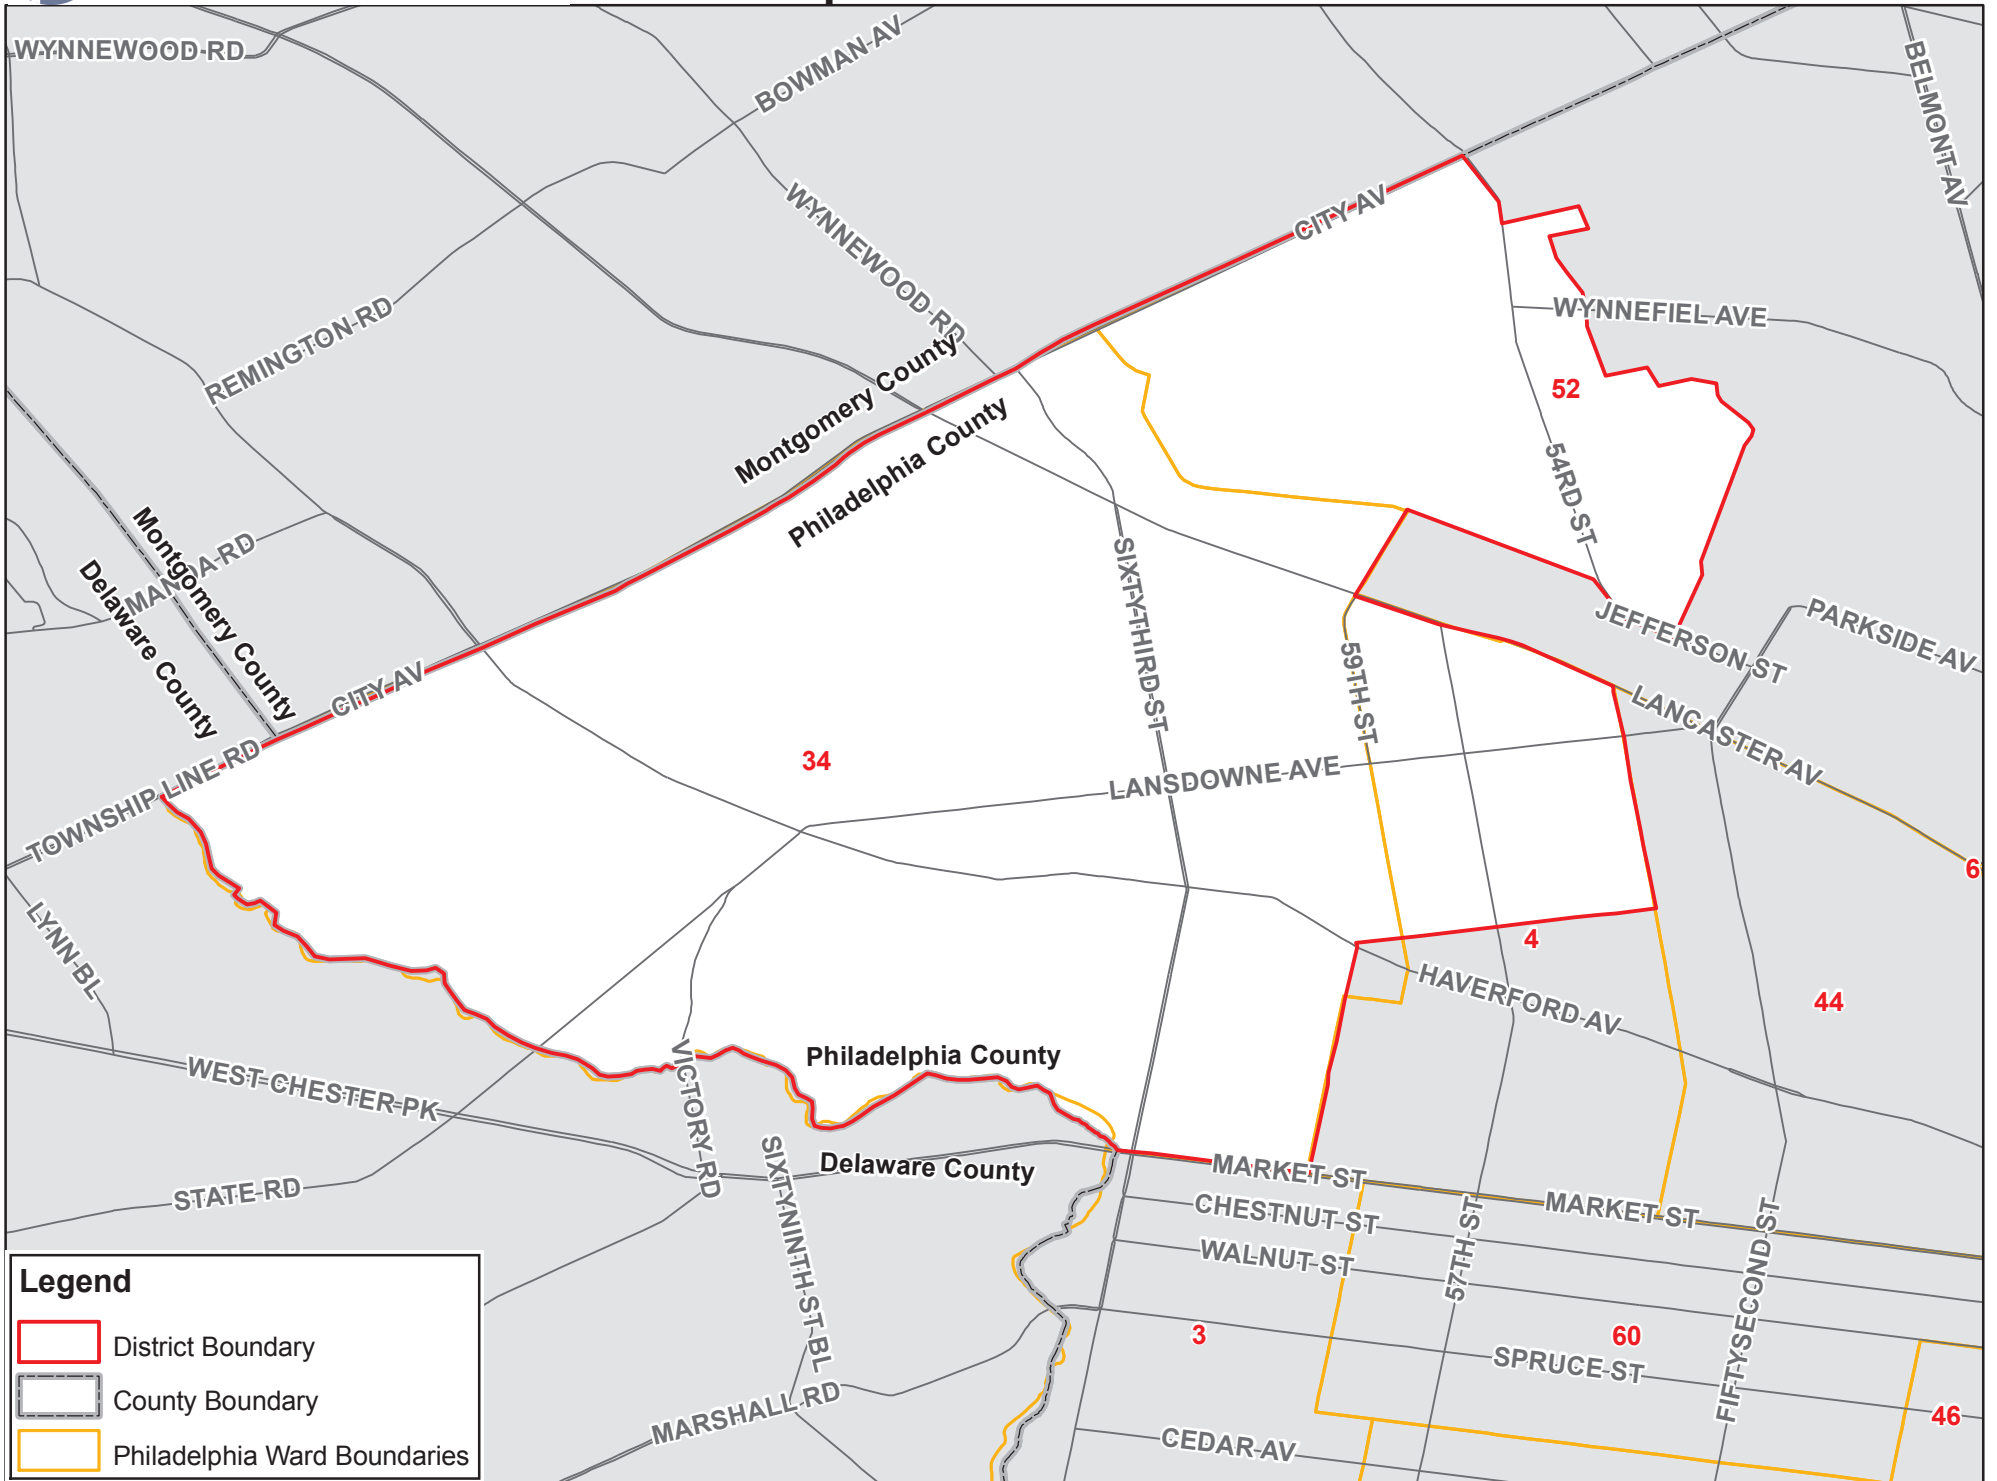 WYNNEWOOD RD
BOWMAN AV
BELMONT AV
WYNNEWOOD RD
CITY AV
REMINGTON RD
WYNNEFIEL AVE
Montgomery County
Philadelphia County
52
54RD ST
Montgomery County
Delaware County
MANOA RD
SIXTYTHIRD ST
JEFFERSON ST
PARKSIDE AV
59TH ST
LANCASTER AV
CITY AV
TOWNSHIP LINE RD
34
LANSDOWNE AVE
6
LYNN BL
4
HAVERFORD AV
44
Philadelphia County
WEST CHESTER PK
VICTORY RD
Delaware County
MARKET ST
MARKET ST
STATE RD
SIXTYNINTH ST BL
CHESTNUT ST
WALNUT ST
57TH ST
FIFTYSECOND ST
3
60
SPRUCE ST
46
MARSHALL RD
CEDAR AV
Legend
District Boundary
County Boundary
Philadelphia Ward Boundaries